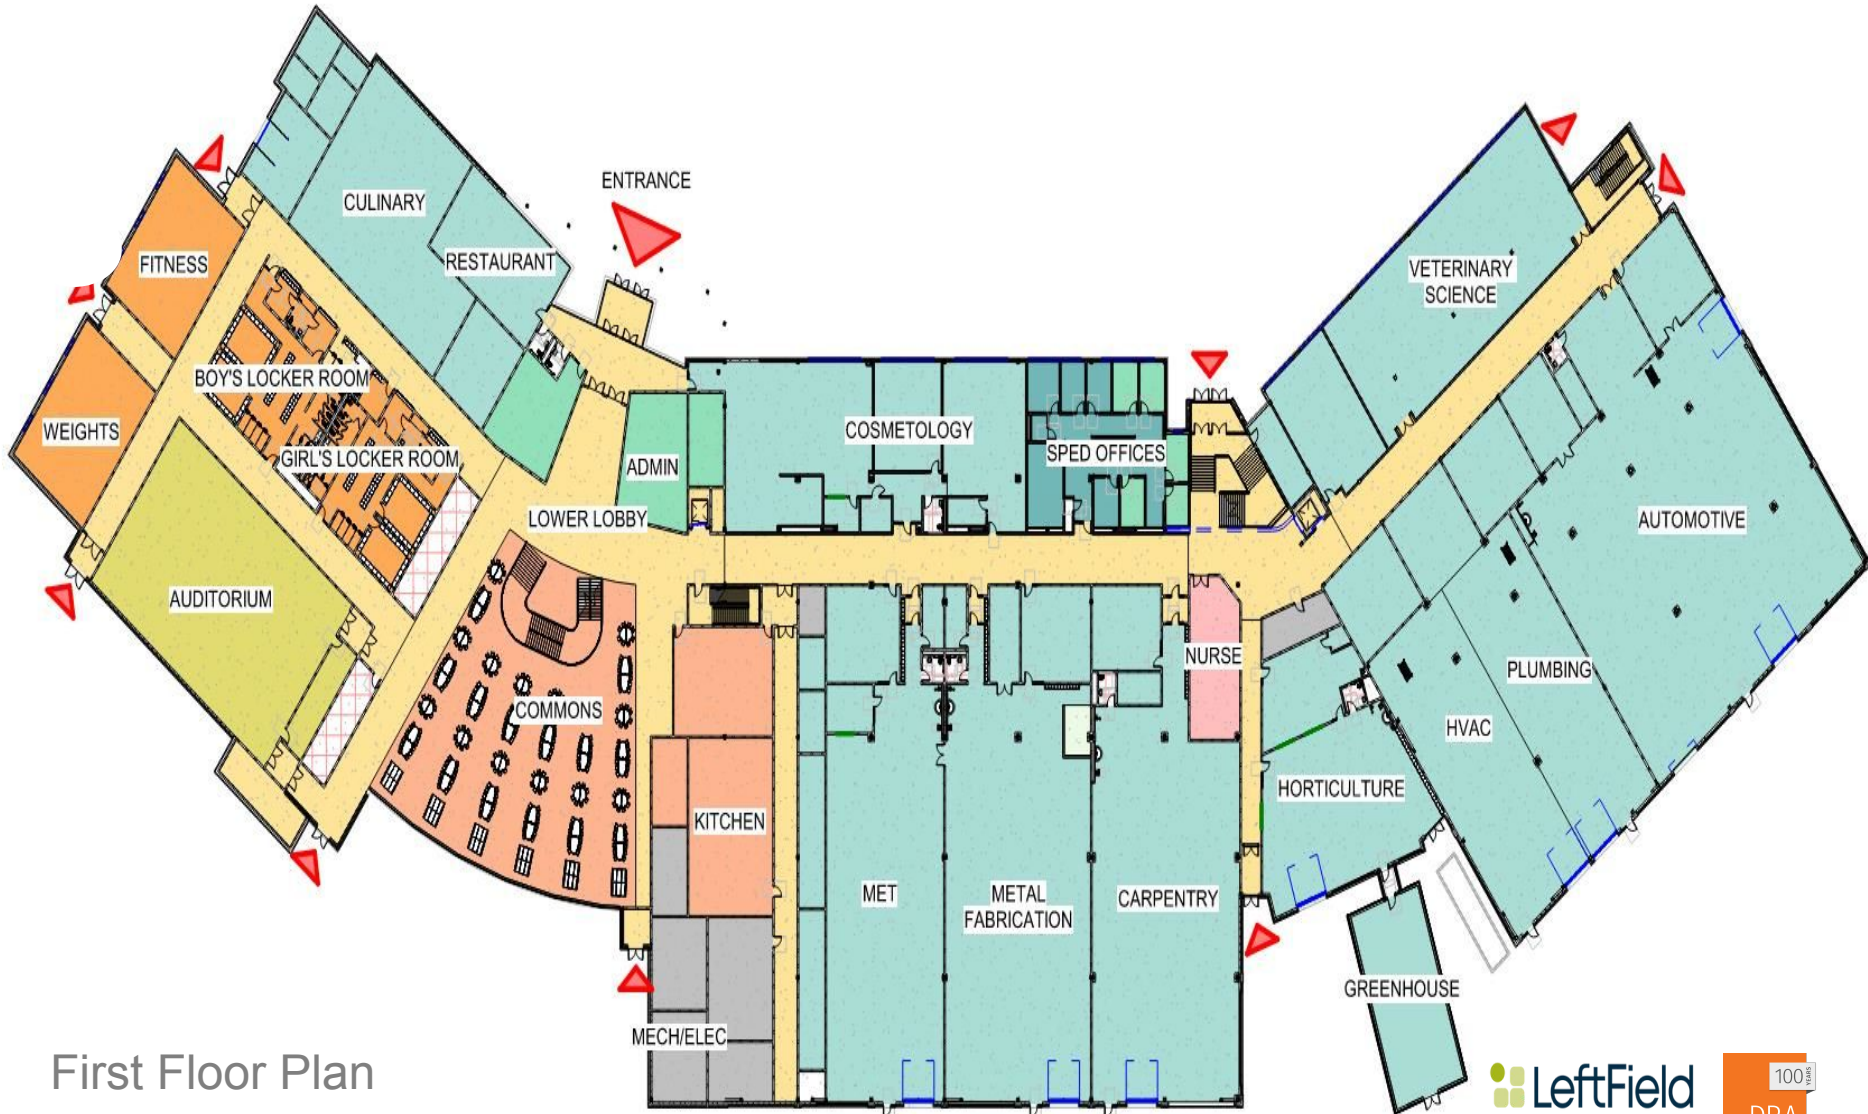 ENTRANCE
CULINARY
RESTAURANT
FITNESS
VETERINARY
SCIENCE
BOY'S LOCKER ROOM
WEIGHTS
GIRL'S LOCKER ROOM
COSMETOLOGY
SPED OFFICES
ADMIN
LOWER LOBBY
AUTOMOTIVE
AUDITORIUM
NURSE
PLUMBING
COMMONS
HVAC
HORTICULTURE
KITCHEN
MET
METAL
FABRICATION
CARPENTRY
GREENHOUSE
MECH/ELEC
First Floor Plan
LeftField
100
YEARS
DRA